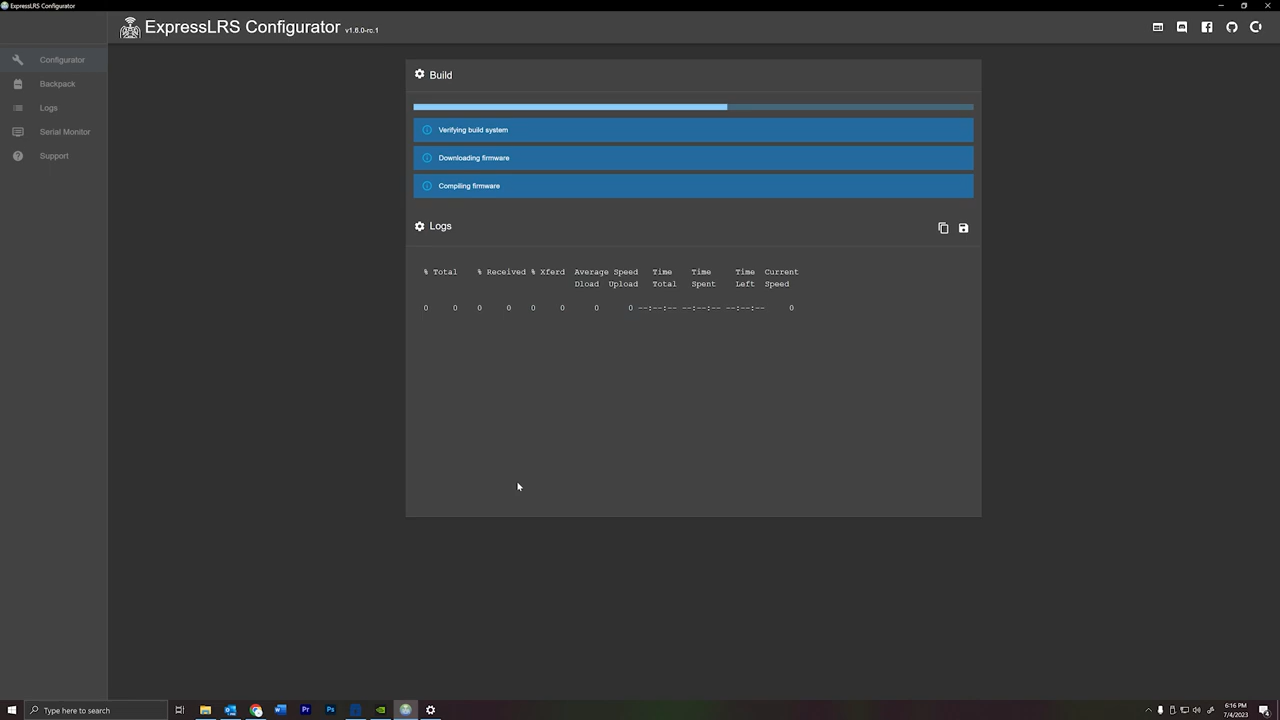 ExpressLRS Configurator
ExpressLRS Configurator v1.6.0-rc.1
Configurator
Backpack
Logs
Serial Monitor
Support
Build
Verifying build system
Downloading firmware
Compiling firmware
Logs
% Total % Received % Xferd Average Speed Time Time Time Current
Dload Upload Total Spent Left Speed
0 0 0 0 0 0 0 0 --:--:-- --:--:-- --:--:-- 0
Type here to search
6:16 PM
7/4/2023